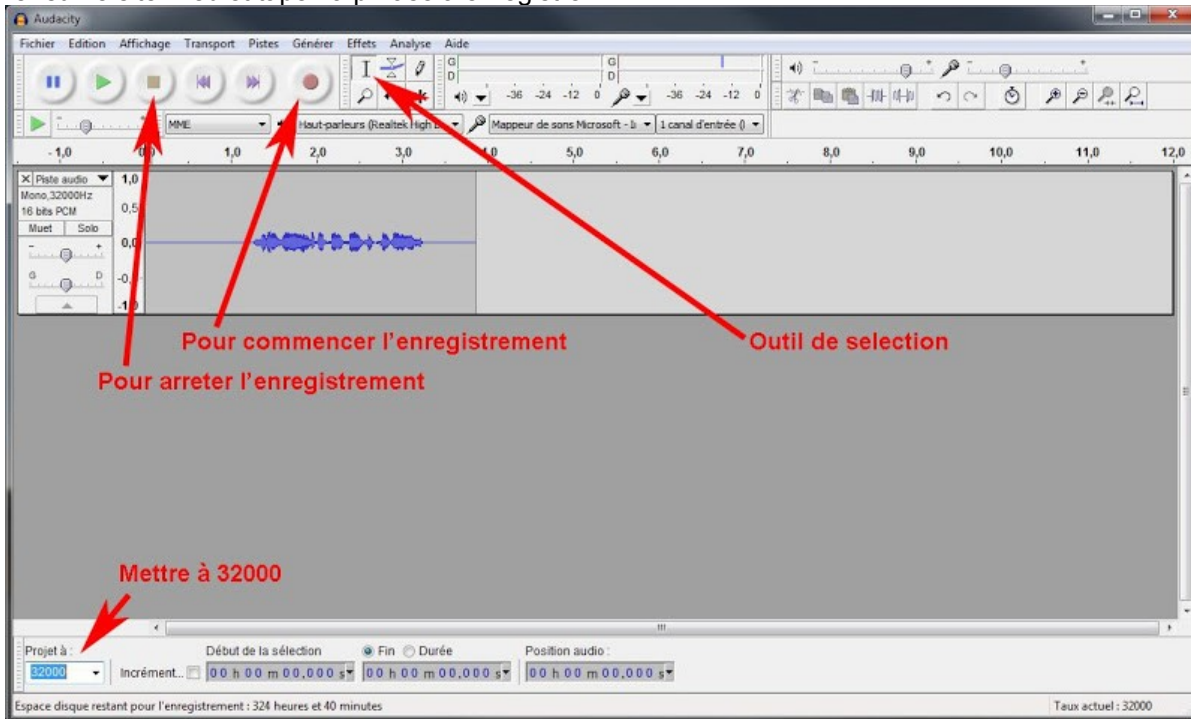 Audacity
Fichier Edition Affichage Transport Pistes Générer Effets Analyse Aide
G
D
G
D
-36 -24 -12 0
-36 -24 -12 0
MME
Haut-parleurs (Realtek High
Mappeur de sons Microsoft - I
1 canal d'entrée ()
- 1,0 0,0 1,0 2,0 3,0 4,0 5,0 6,0 7,0 8,0 9,0 10,0 11,0 12,0
X Piste audio
Mono,32000Hz
16 bits PCM
Muet Solo
- +
G D
1,0
0,5
0,0
-1,0
Pour commencer l'enregistrement
Outil de selection
Pour arreter l'enregistrement
Mettre à 32000
Projet à :
Début de la sélection
Fin Durée
Position audio :
32000
Incrément...
00 h 00 m 00,000 s
00 h 00 m 00,000 s
00 h 00 m 00,000 s
Espace disque restant pour l'enregistrement : 324 heures et 40 minutes
Taux actuel : 32000